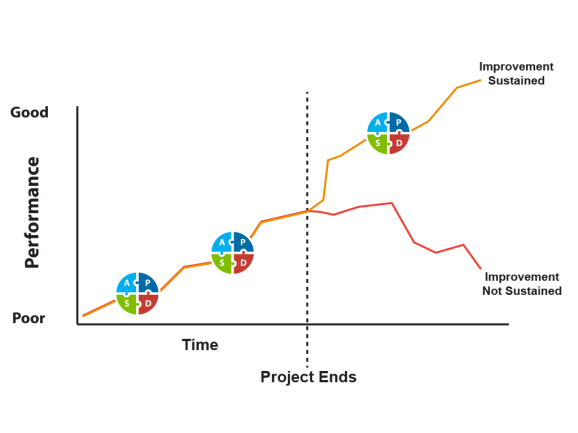 Improvement
Sustained
Good
A P
S D
Performance
A P
S D
A P
S D
Improvement
Not Sustained
Poor
Time
Project Ends